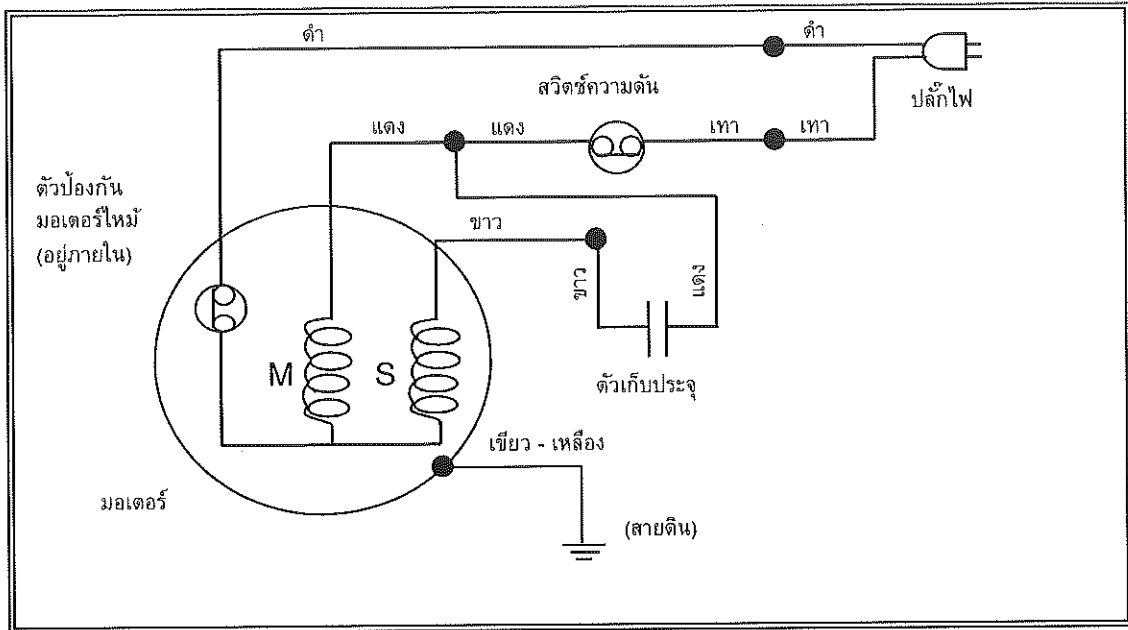 ดำ
ดำ
ปลั๊กไฟ
สวิตช์ความดัน
แดง
แดง
เทา
เทา
ตัวป้องกัน
มอเตอร์ไหม้
(อยู่ภายใน)
ขาว
ขาว
แดง
M
S
ตัวเก็บประจุ
เขียว - เหลือง
มอเตอร์
(สายดิน)